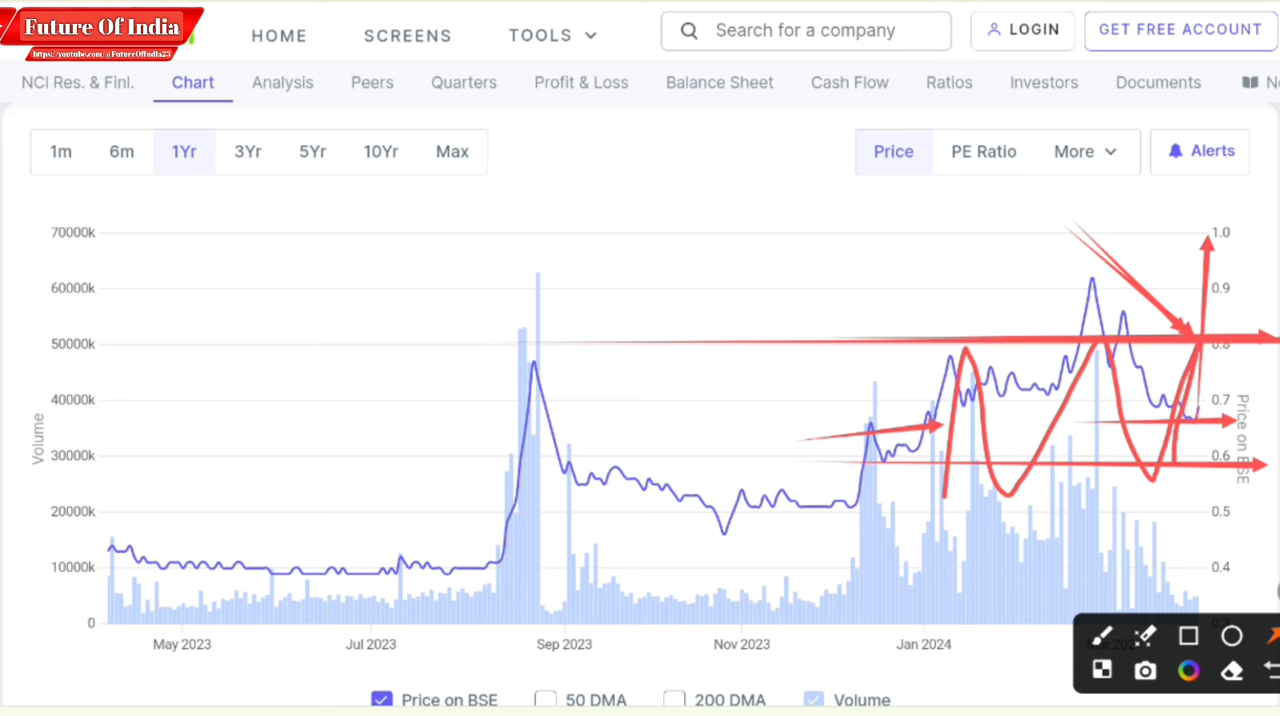 Future Of India
https://youtube.com/@FutureOfIndia23
HOME SCREENS TOOLS
Search for a company
LOGIN
GET FREE ACCOUNT
NCI Res. & Finl. Chart Analysis Peers Quarters Profit & Loss Balance Sheet Cash Flow Ratios Investors Documents
1m 6m 1Yr 3Yr 5Yr 10Yr Max
Price PE Ratio More
Alerts
70000k 1.0
60000k 0.9
50000k 0.8
40000k 0.7
30000k 0.6
20000k 0.5
10000k 0.4
0 0.3
Volume
Price on BSE
May 2023 Jul 2023 Sep 2023 Nov 2023 Jan 2024 Mar 2024
Price on BSE 50 DMA 200 DMA Volume